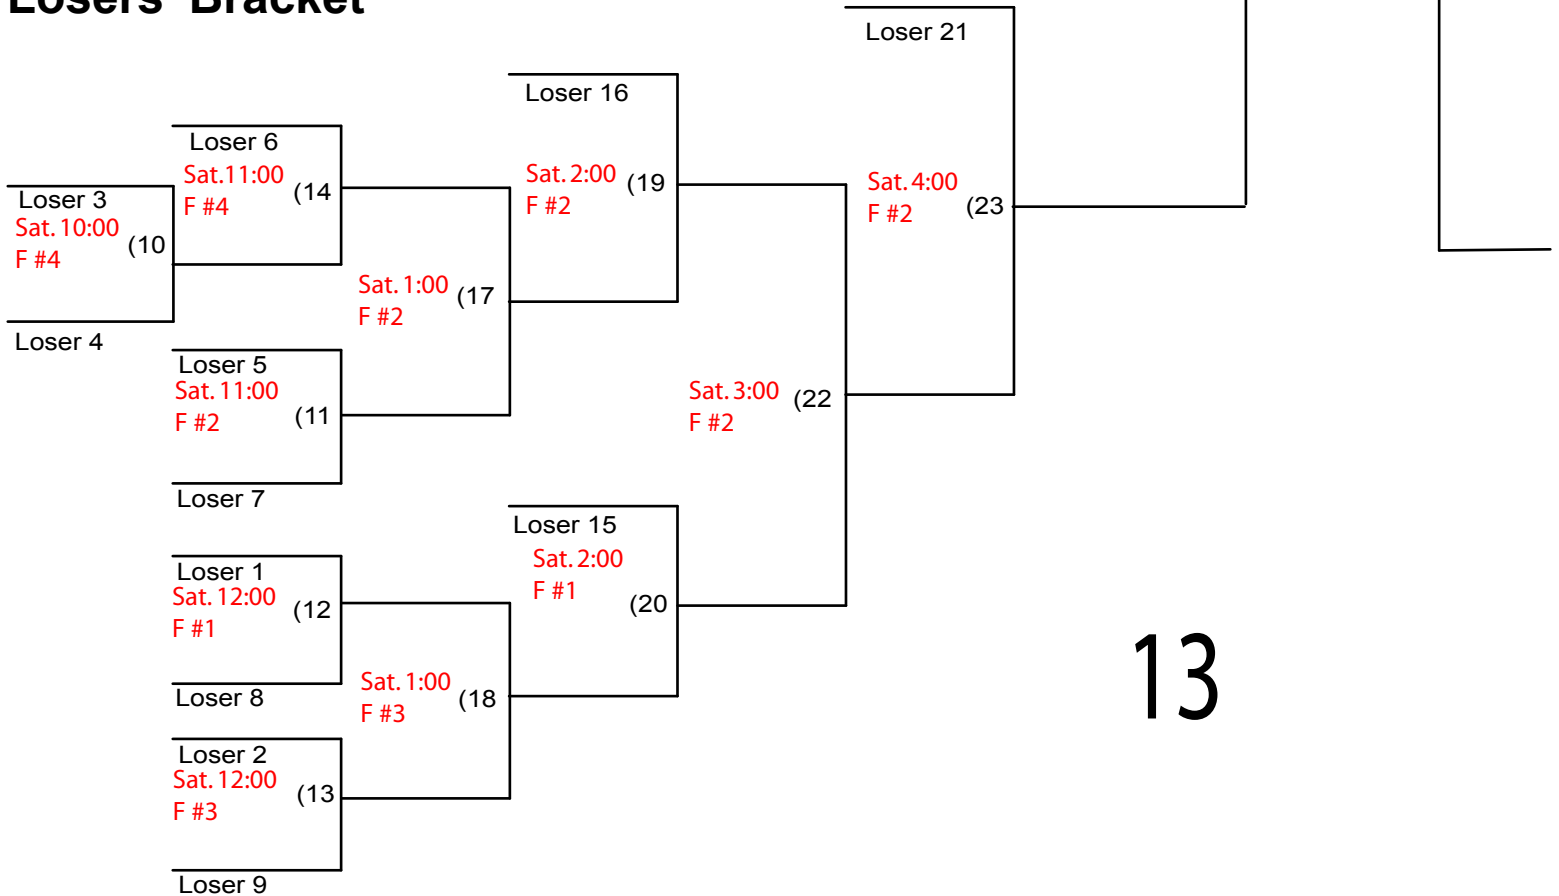 Losers' Bracket
Loser 21
Loser 16
Loser 6
Sat.11:00
F #4
(14
Loser 3
Sat. 10:00
F #4
(10
Loser 4
Sat. 2:00
F #2
(19
Sat. 4:00
F #2
(23
Sat. 1:00
F #2
(17
Loser 5
Sat. 11:00
F #2
(11
Loser 7
Sat. 3:00
F #2
(22
Loser 15
Sat. 2:00
F #1
(20
Loser 1
Sat. 12:00
F #1
(12
Loser 8
Sat. 1:00
F #3
(18
Loser 2
Sat. 12:00
F #3
(13
Loser 9
13